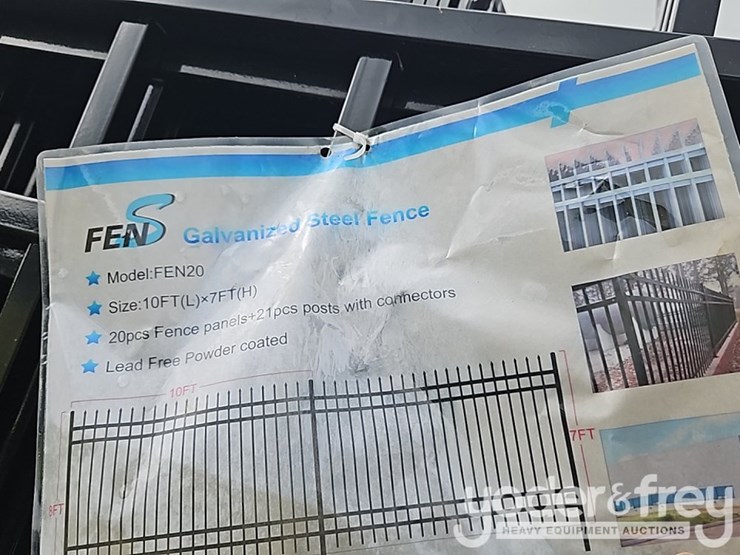 FENS Galvanized Steel Fence
Model:FEN20
Size:10FT(L)×7FT(H)
20pcs Fence panels+21pcs posts with connectors
Lead Free Powder coated
10FT
7FT
6FT
yoder&frey
HEAVY EQUIPMENT AUCTIONS